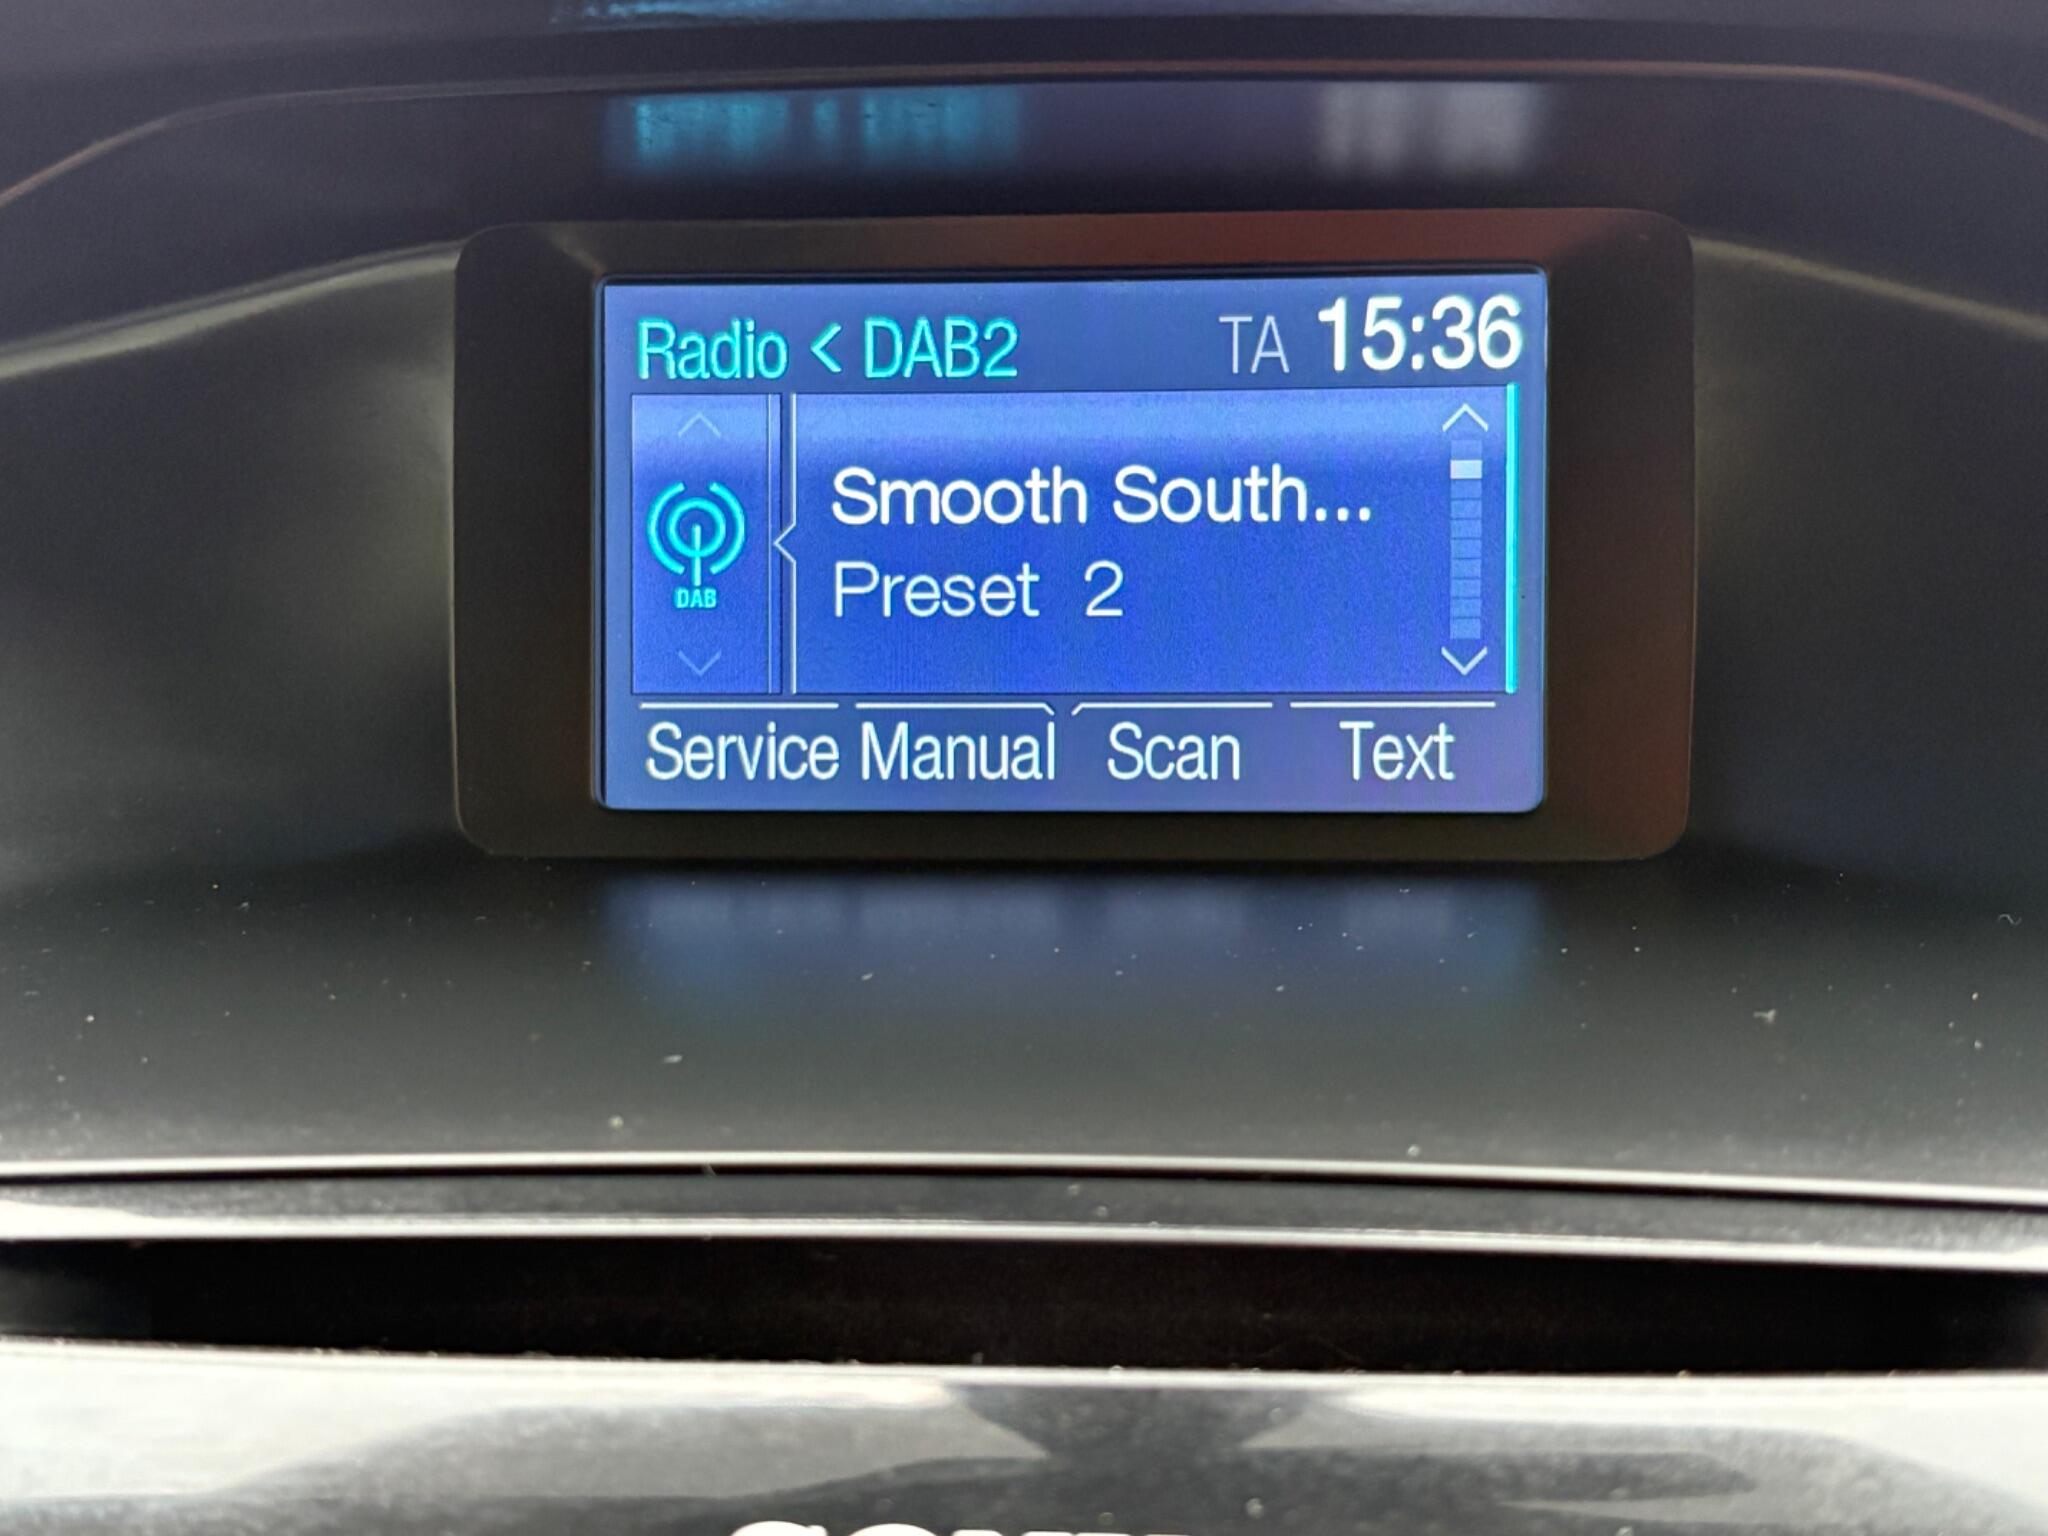 Radio < DAB2 TA 15:36
Smooth South...
Preset 2
DAB
Service Manual Scan Text